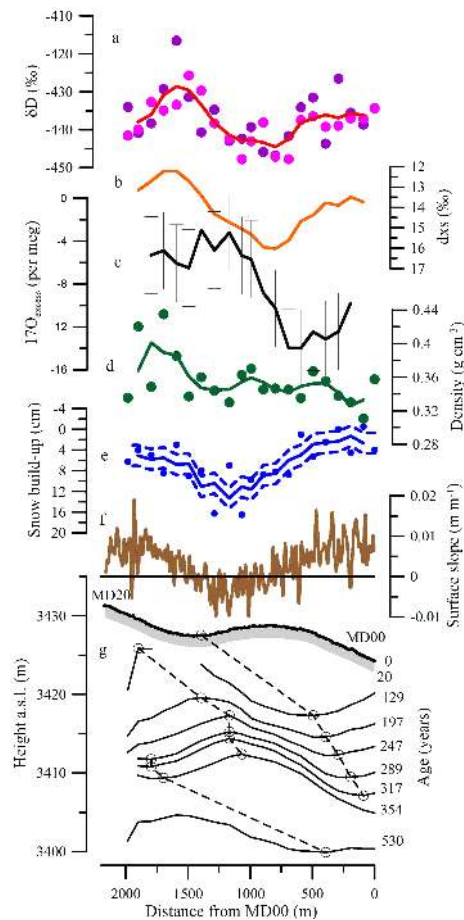 -410
-420
-430
-440
-450
δD (‰)
a
b
12
13
14
15
16
17
dxs (‰)
0
-4
-8
-12
-16
17O excess (per meg)
c
0.44
0.4
0.36
0.32
0.28
Density (g cm⁻³)
d
-4
0
4
8
12
16
20
Snow build-up (cm)
e
0.02
0.01
0
-0.01
Surface slope (m m⁻¹)
f
3430
3420
3410
3400
Height a.s.l. (m)
MD20
MD00
g
0
20
129
197
247
289
317
354
530
Age (years)
2000 1500 1000 500 0
Distance from MD00 (m)